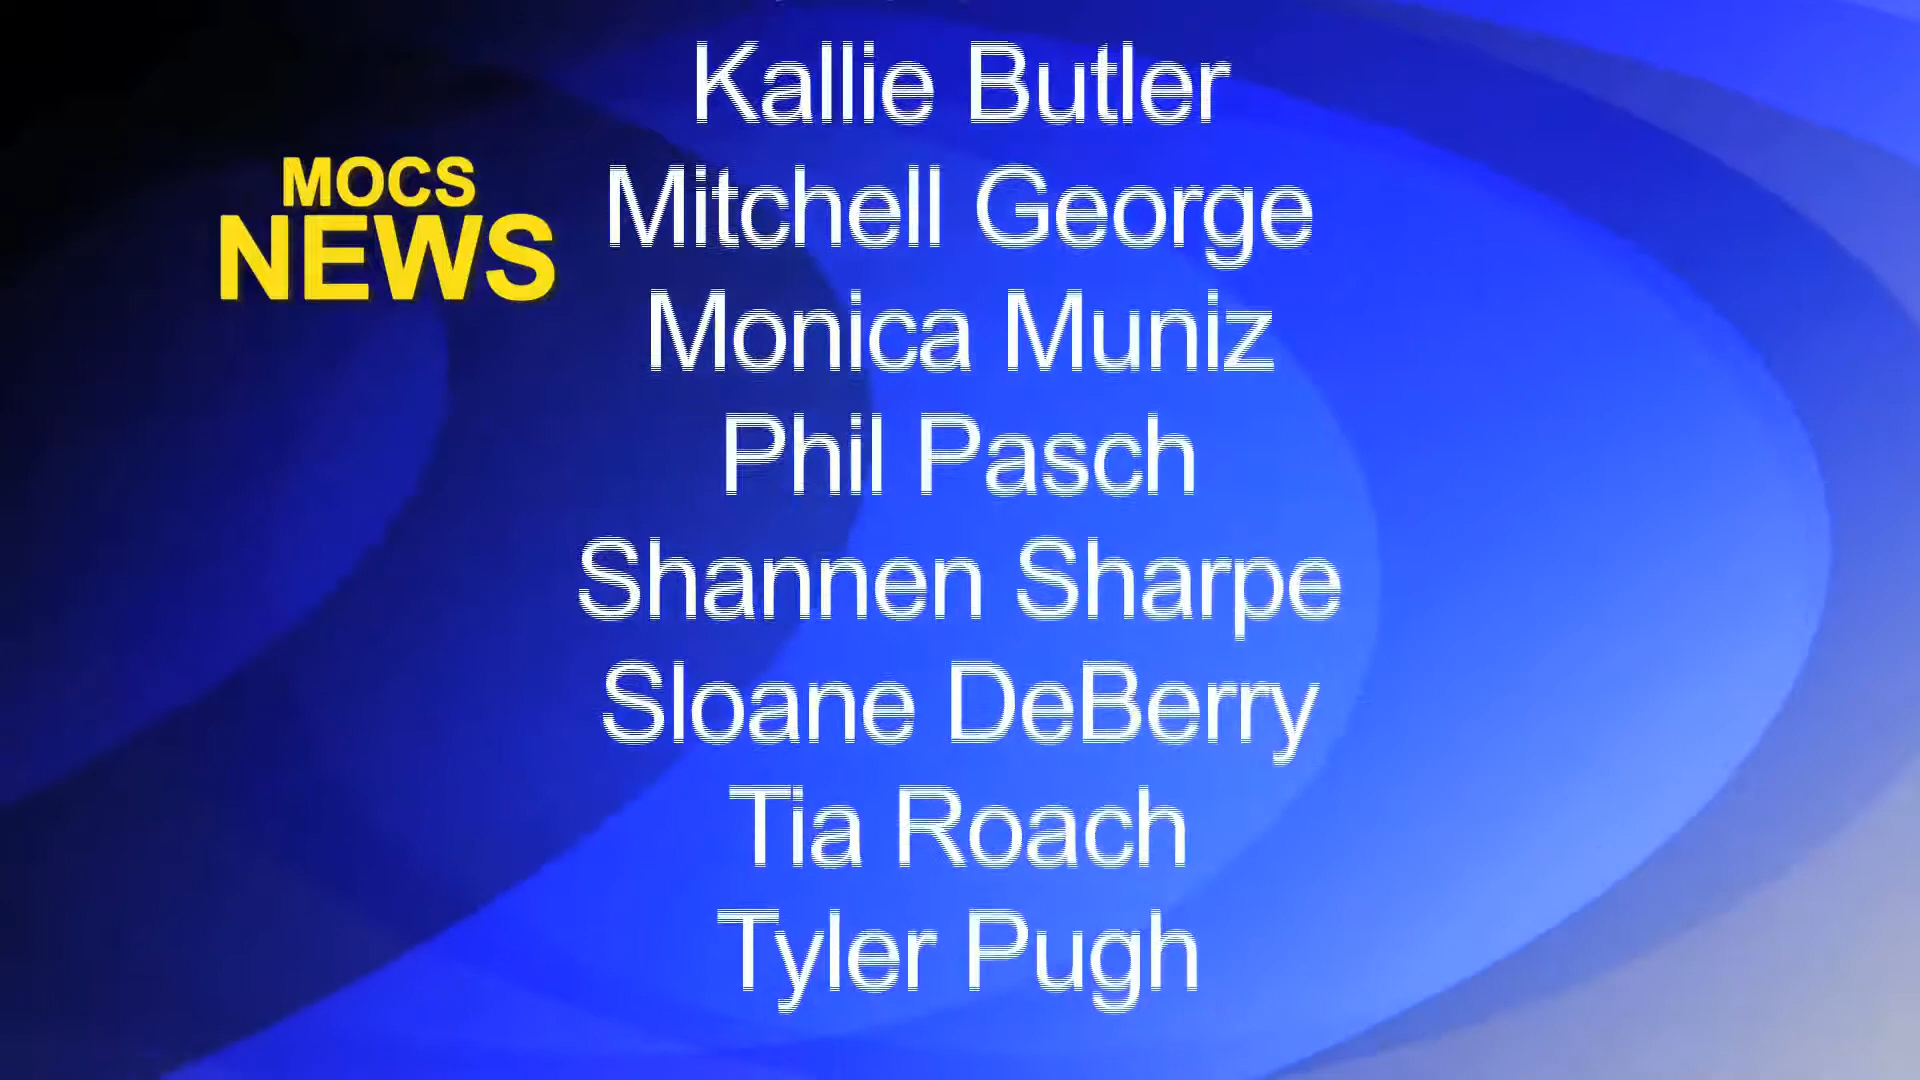 MOCS
NEWS
Kallie Butler
Mitchell George
Monica Muniz
Phil Pasch
Shannen Sharpe
Sloane DeBerry
Tia Roach
Tyler Pugh